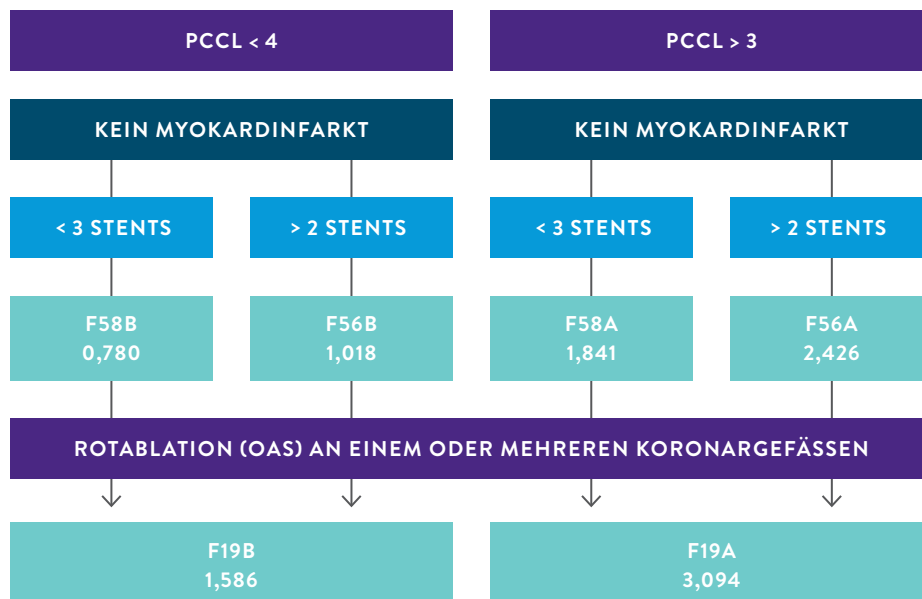 PCCL < 4
PCCL > 3
KEIN MYOKARDINFARKT
KEIN MYOKARDINFARKT
< 3 STENTS
> 2 STENTS
< 3 STENTS
> 2 STENTS
F58B
0,780
F56B
1,018
F58A
1,841
F56A
2,426
ROTABLATION (OAS) AN EINEM ODER MEHREREN KORONARGEFÄSSEN
F19B
1,586
F19A
3,094